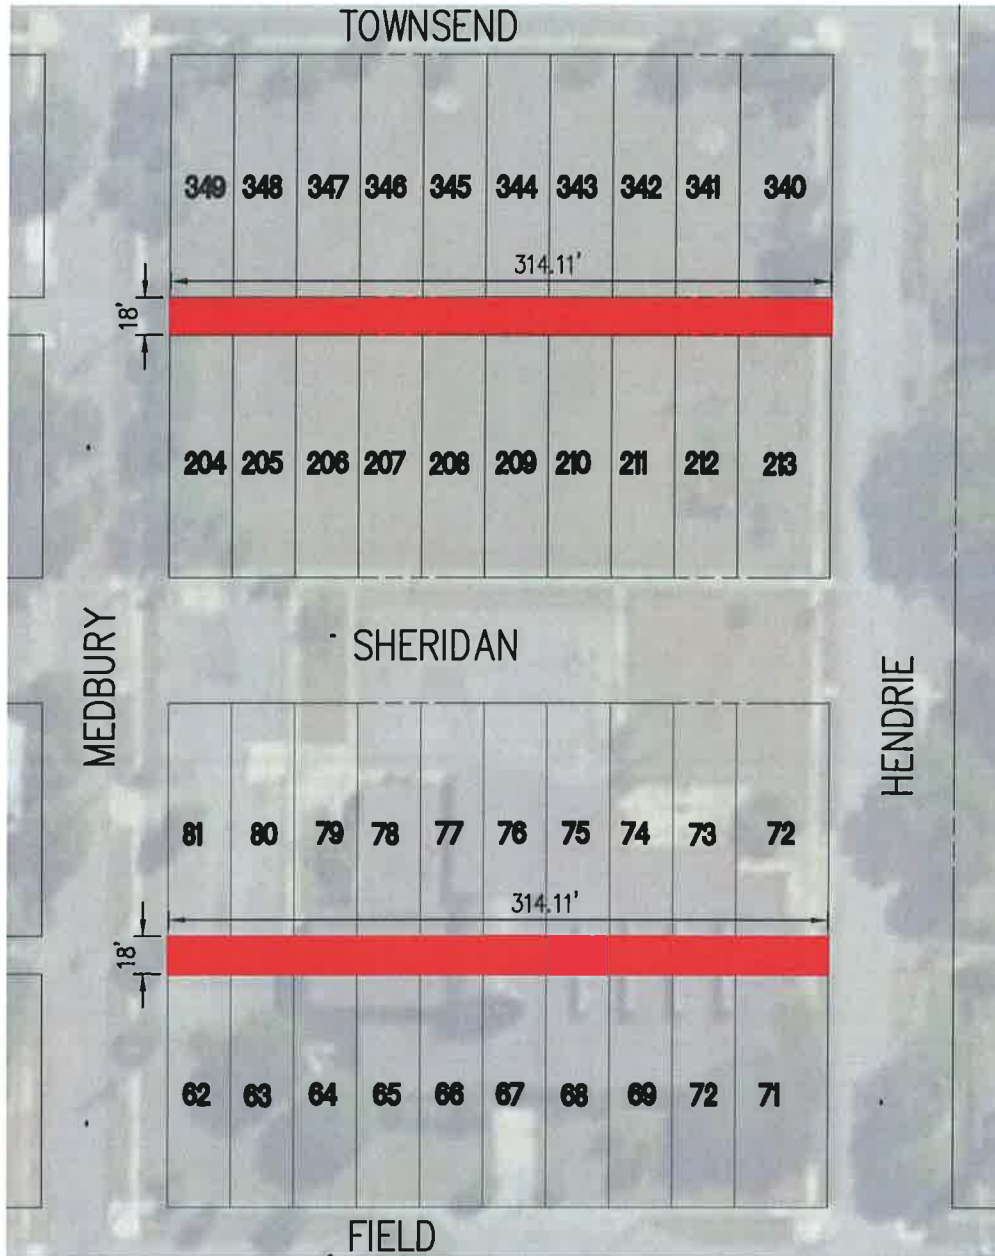 TOWNSEND
349 348 347 346 345 344 343 342 341 340
314.11'
18'
204 205 206 207 208 209 210 211 212 213
MEDBURY
SHERIDAN
HENDRIE
81 80 79 78 77 76 75 74 73 72
314.11'
18'
62 63 64 65 66 67 68 69 72 71
FIELD